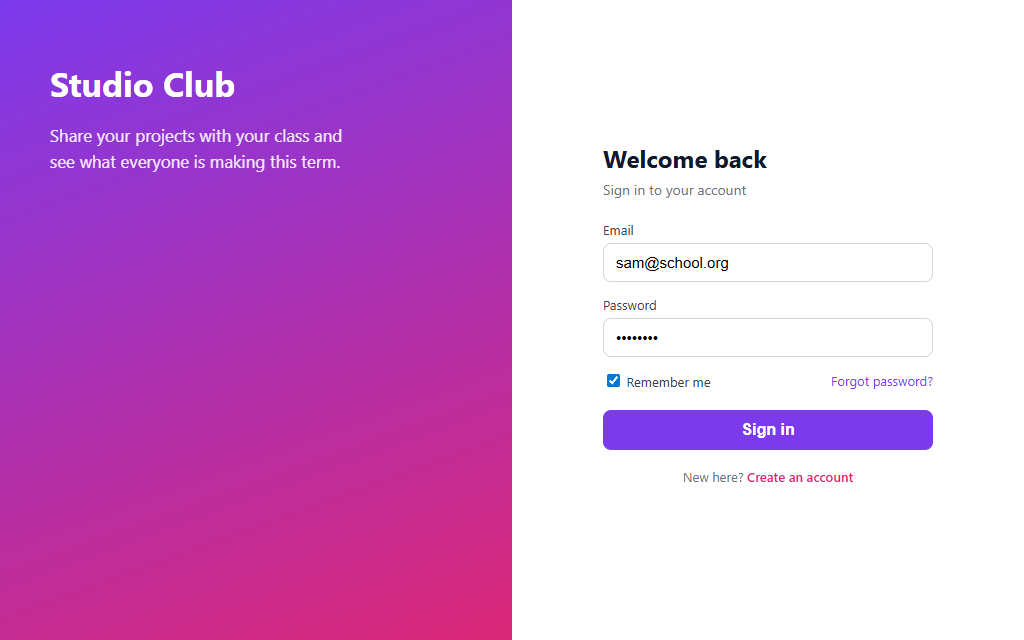 Studio Club
Share your projects with your class and
see what everyone is making this term.
Welcome back
Sign in to your account
Email
sam@school.org
Password
••••••••
Remember me
Forgot password?
Sign in
New here? Create an account